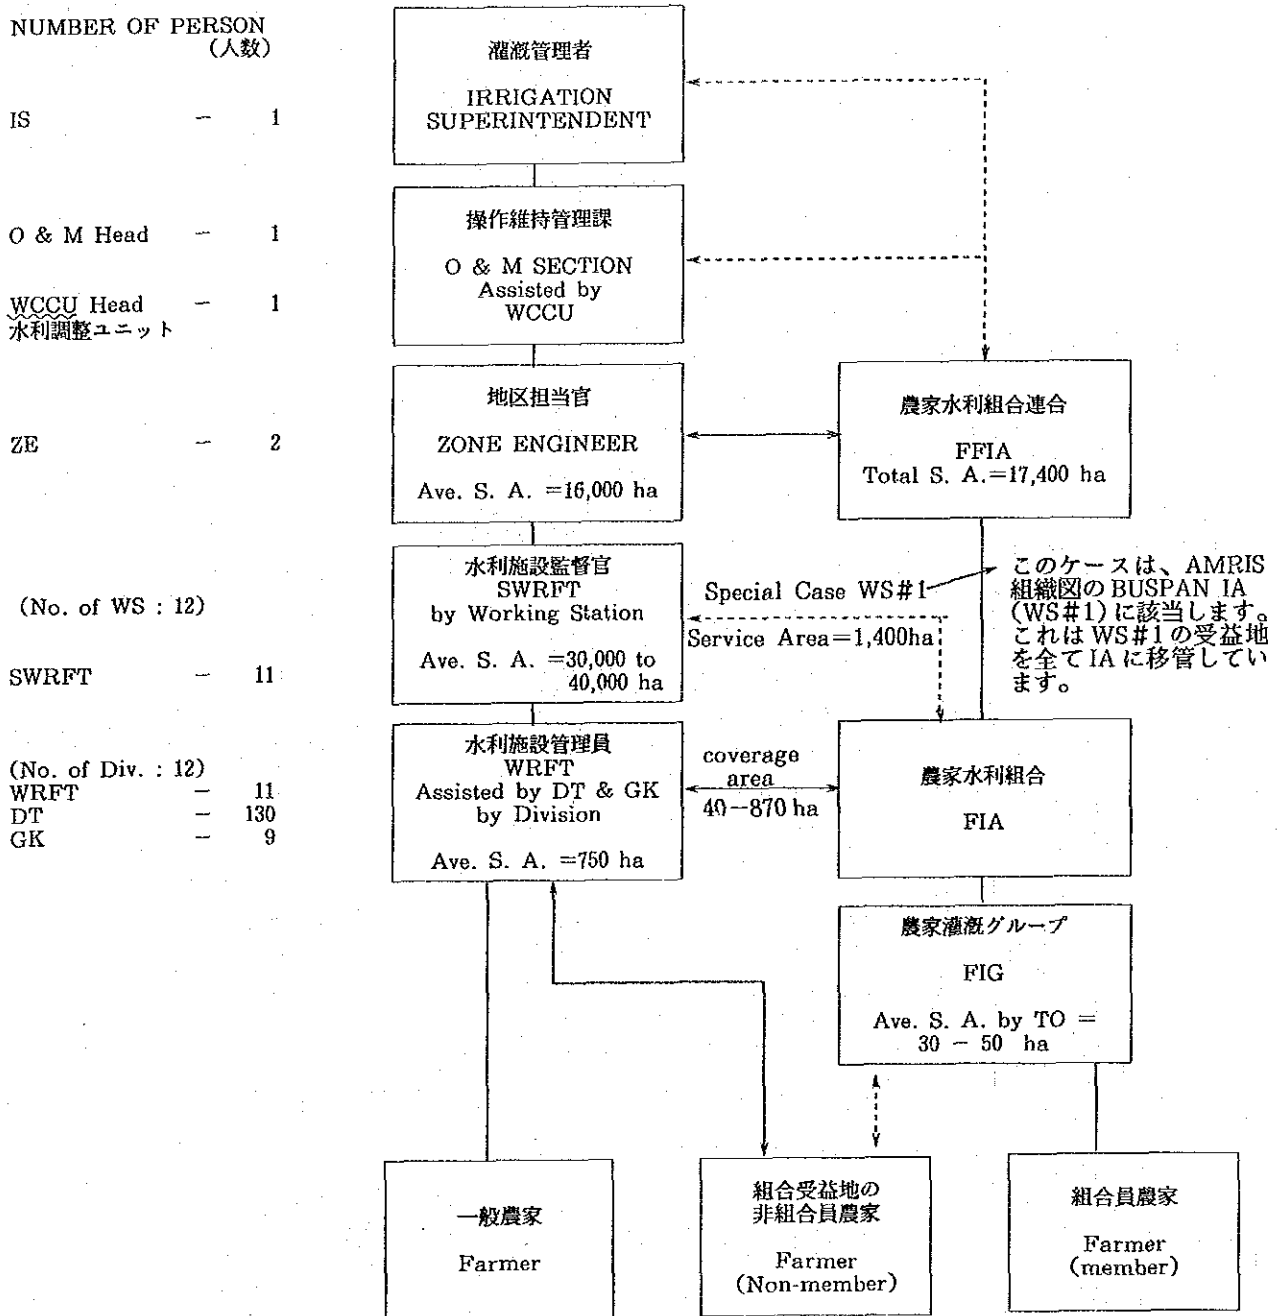 NUMBER OF PERSON
(人数)
IS － 1
O & M Head － 1
WCCU Head － 1
水利調整ユニット
ZE － 2
(No. of WS : 12)
SWRFT － 11
(No. of Div. : 12)
WRFT － 11
DT － 130
GK － 9
灌漑管理者
IRRIGATION
SUPERINTENDENT
操作維持管理課
O & M SECTION
Assisted by
WCCU
地区担当官
ZONE ENGINEER
Ave. S. A. =16,000 ha
農家水利組合連合
FFIA
Total S. A.=17,400 ha
水利施設監督官
SWRFT
by Working Station
Ave. S. A. =30,000 to
40,000 ha
Special Case WS#1
Service Area=1,400ha
このケースは、AMRIS
組織図の BUSPAN IA
(WS#1) に該当します。
これは WS#1 の受益地
を全て IA に移管してい
ます。
水利施設管理員
WRFT
Assisted by DT & GK
by Division
Ave. S. A. =750 ha
coverage
area
40－870 ha
農家水利組合
FIA
農家灌漑グループ
FIG
Ave. S. A. by TO =
30 － 50 ha
一般農家
Farmer
組合受益地の
非組合員農家
Farmer
(Non-member)
組合員農家
Farmer
(member)